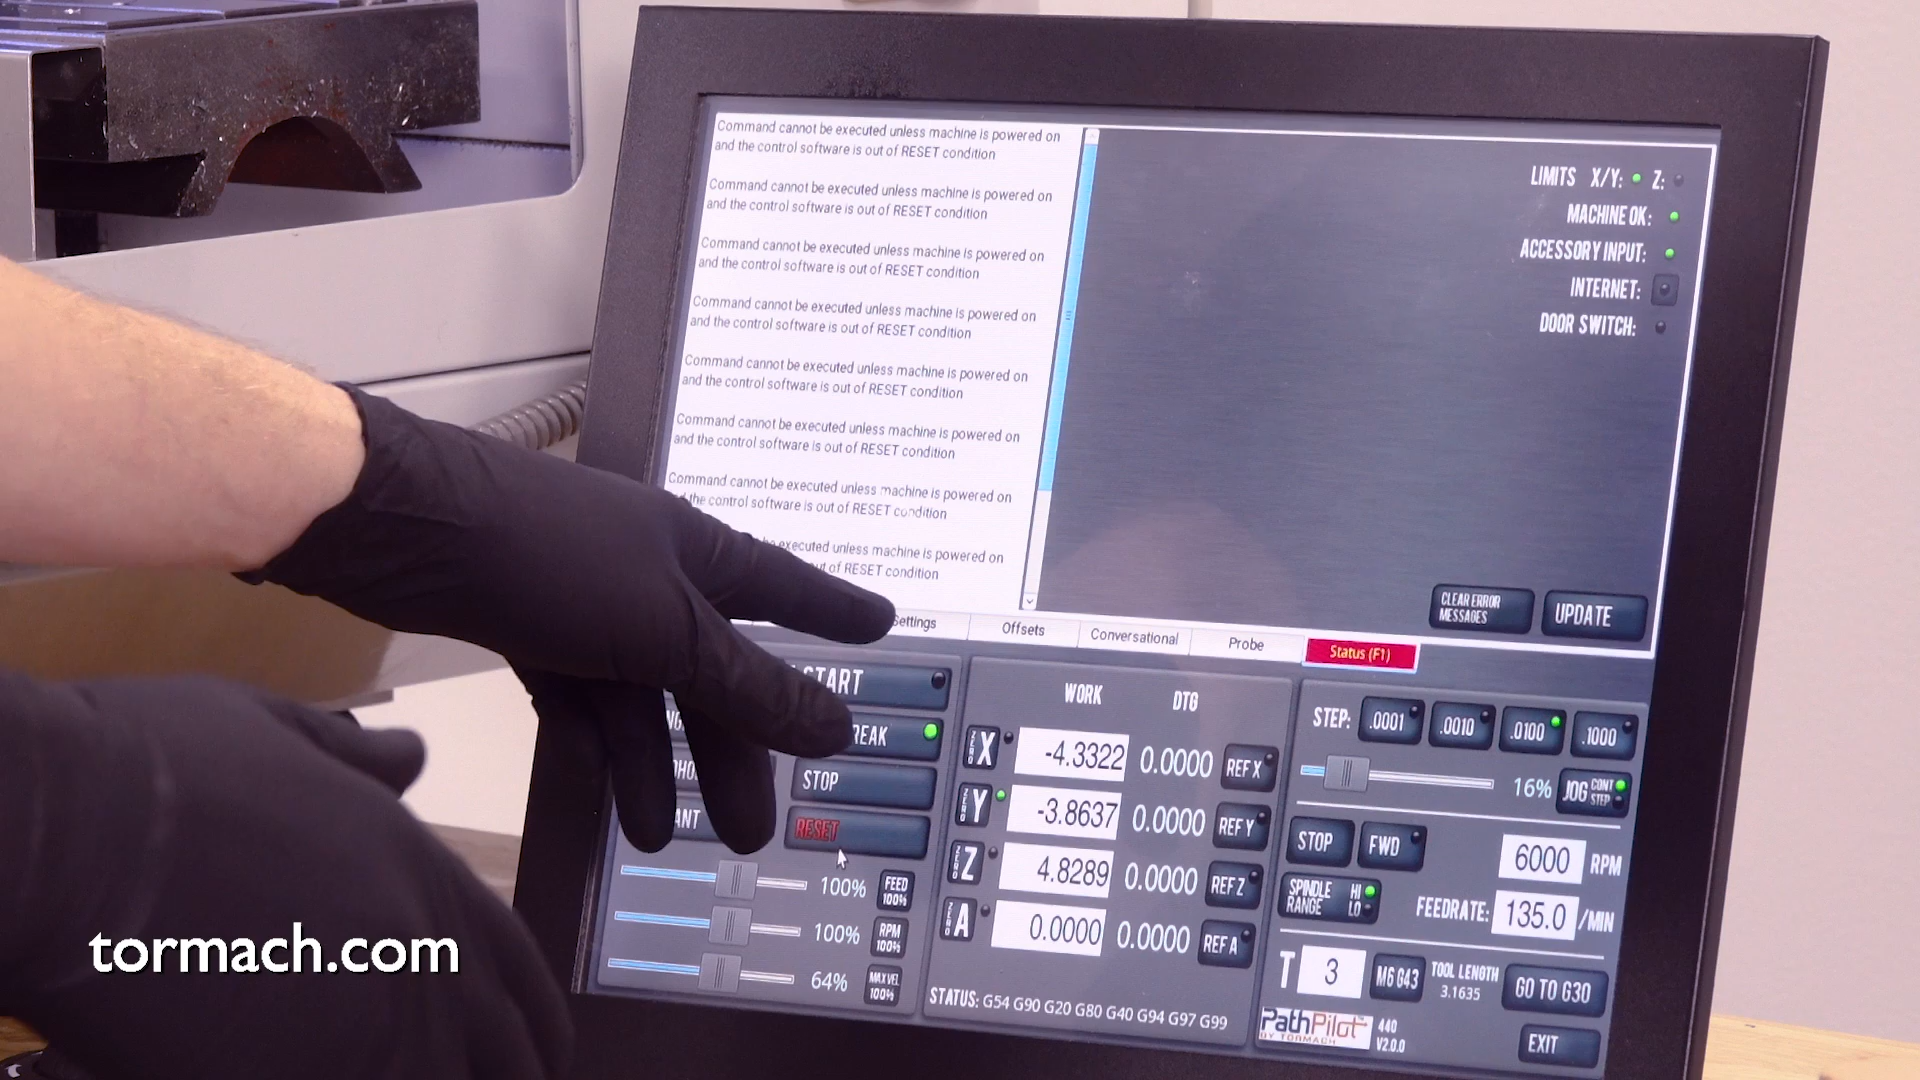 Command cannot be executed unless machine is powered on
and the control software is out of RESET condition
Command cannot be executed unless machine is powered on
and the control software is out of RESET condition
Command cannot be executed unless machine is powered on
and the control software is out of RESET condition
Command cannot be executed unless machine is powered on
and the control software is out of RESET condition
Command cannot be executed unless machine is powered on
and the control software is out of RESET condition
Command cannot be executed unless machine is powered on
and the control software is out of RESET condition
Command cannot be executed unless machine is powered on
the control software is out of RESET condition
be executed unless machine is powered on
out of RESET condition
LIMITS X/Y: Z:
MACHINE OK:
ACCESSORY INPUT:
INTERNET:
DOOR SWITCH:
CLEAR ERROR
MESSAGES
UPDATE
Settings
Offsets
Conversational
Probe
Status (F1)
START
REAK
STOP
ANT
RESET
100%
FEED
100%
100%
RPM
100%
64%
MAX VEL
100%
WORK DTG
ZERO X -4.3322 0.0000 REF X
ZERO Y -3.8637 0.0000 REF Y
ZERO Z 4.8289 0.0000 REF Z
ZERO A 0.0000 0.0000 REF A
STATUS: G54 G90 G20 G80 G40 G94 G97 G99
STEP: .0001 .0010 .0100 .1000
16% JOG CONT
STEP
STOP FWD 6000 RPM
SPINDLE HI
RANGE LO
FEEDRATE: 135.0 /MIN
T 3 M6 G43
TOOL LENGTH
3.1635
GO TO G30
PathPilot
BY TORMACH
440
V2.0.0
EXIT
tormach.com